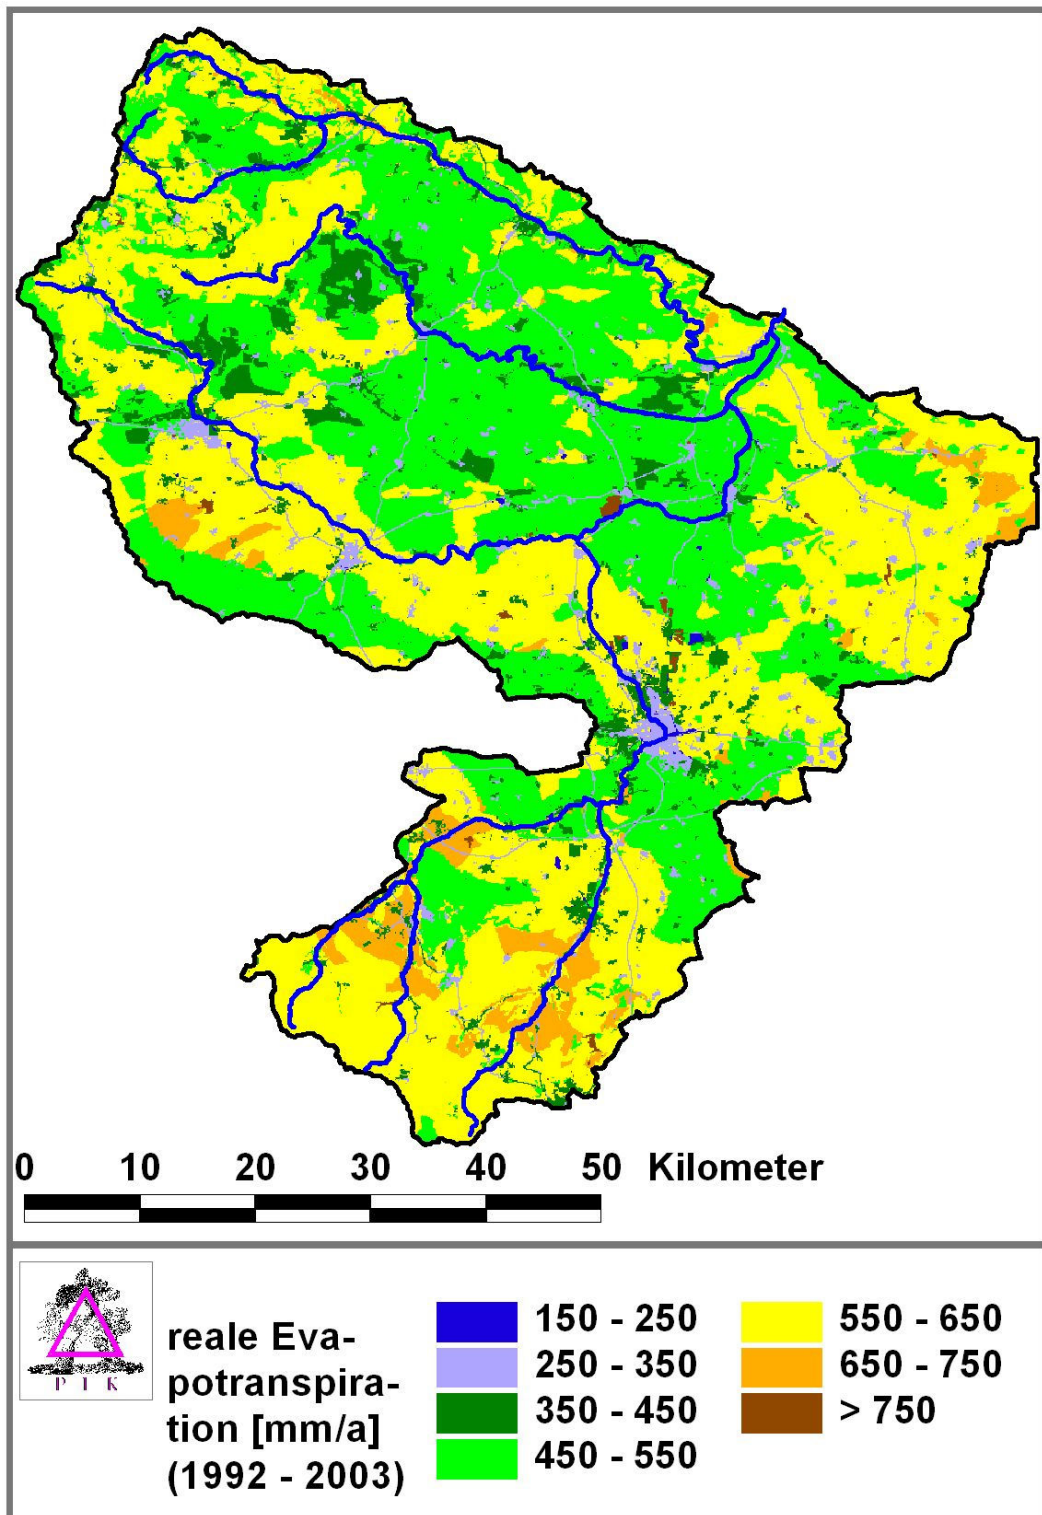 0 10 20 30 40 50 Kilometer
P I K
reale Eva-
potranspira-
tion [mm/a]
(1992 - 2003)
150 - 250
250 - 350
350 - 450
450 - 550
550 - 650
650 - 750
> 750